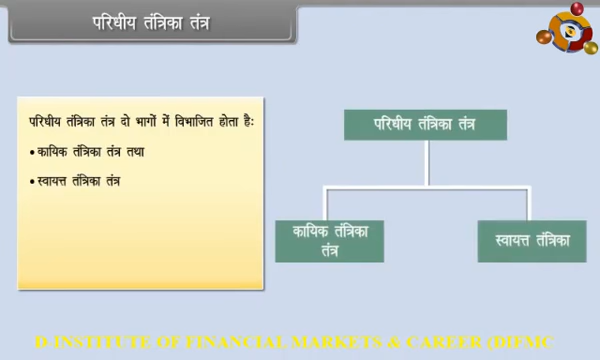 परिधीय तंत्रिका तंत्र
परिधीय तंत्रिका तंत्र दो भागों में विभाजित होता है:
• कायिक तंत्रिका तंत्र तथा
• स्वायत्त तंत्रिका तंत्र
परिधीय तंत्रिका तंत्र
कायिक तंत्रिका
तंत्र
स्वायत्त तंत्रिका
D-INSTITUTE OF FINANCIAL MARKETS & CAREER (DIFMC